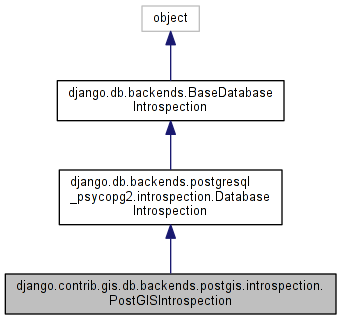 object
django.db.backends.BaseDatabase
Introspection
django.db.backends.postgresql
_psycopg2.introspection.Database
Introspection
django.contrib.gis.db.backends.postgis.introspection.
PostGISIntrospection